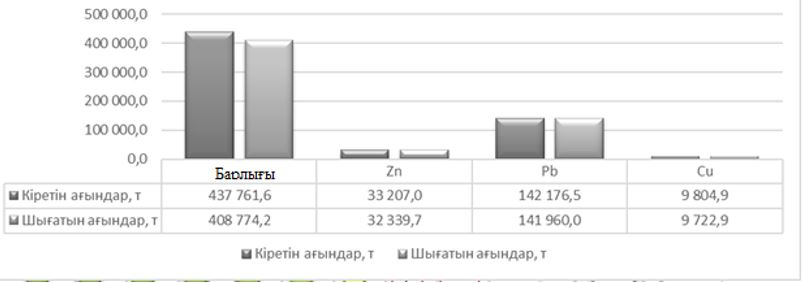 500 000,0
400 000,0
300 000,0
200 000,0
100 000,0
0,0
Барлығы Zn Pb Cu
Кіретін ағындар, т 437 761,6 33 207,0 142 176,5 9 804,9
Шығатын ағындар, т 408 774,2 32 339,7 141 960,0 9 722,9
Кіретін ағындар, т Шығатын ағындар, т